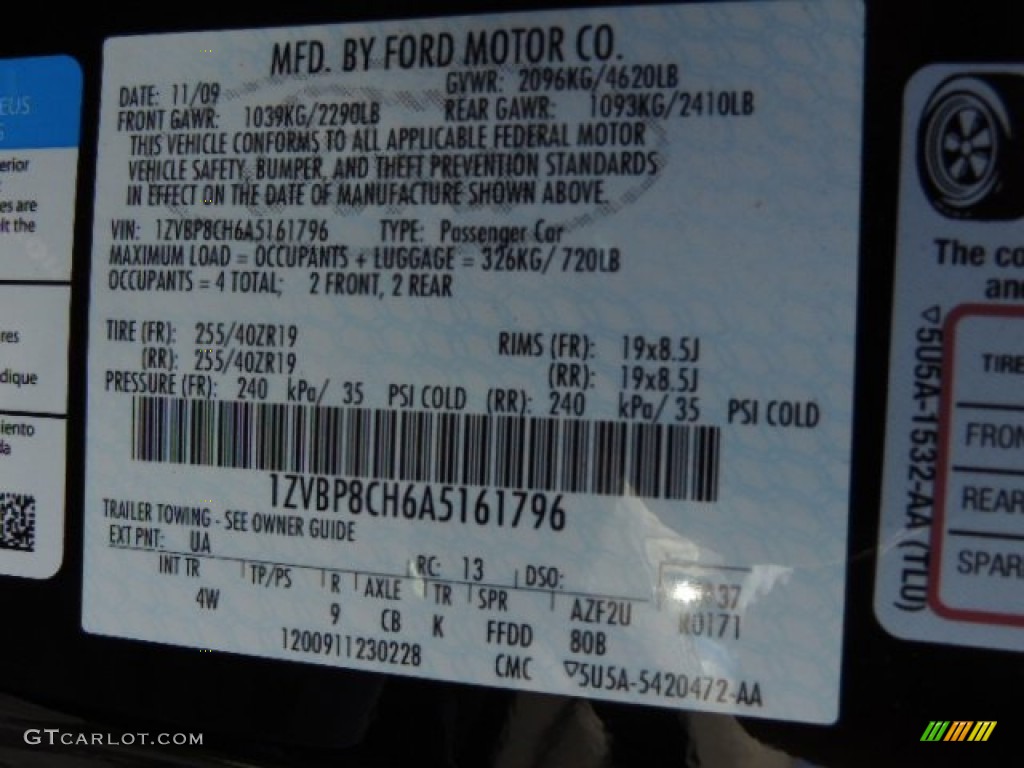 MFD. BY FORD MOTOR CO.
DATE: 11/09 GVWR: 2096KG/4620LB
FRONT GAWR: 1039KG/2290LB REAR GAWR: 1093KG/2410LB
THIS VEHICLE CONFORMS TO ALL APPLICABLE FEDERAL MOTOR
VEHICLE SAFETY, BUMPER, AND THEFT PREVENTION STANDARDS
IN EFFECT ON THE DATE OF MANUFACTURE SHOWN ABOVE.
VIN: 1ZVBP8CH6A5161796 TYPE: Passenger Car
MAXIMUM LOAD = OCCUPANTS + LUGGAGE = 326KG/ 720LB
OCCUPANTS = 4 TOTAL; 2 FRONT, 2 REAR
TIRE (FR): 255/40ZR19 RIMS (FR): 19x8.5J
(RR): 255/40ZR19 (RR): 19x8.5J
PRESSURE (FR): 240 kPa/ 35 PSI COLD (RR): 240 kPa/ 35 PSI COLD
1ZVBP8CH6A5161796
TRAILER TOWING - SEE OWNER GUIDE
EXT PNT: UA RC: 13 DSO:
INT TR TP/PS R AXLE TR SPR AZF2U 37
4W 9 CB K FFDD 80B R0171
1200911230228 CMC ▽5U5A-5420472-AA
EUS
S
erior
es are
it the
res
dique
iento
da
The co
an
▽5U5A-1532-AA (TL0)
TIRE
FRON
REAR
SPAR
GTCARLOT.COM